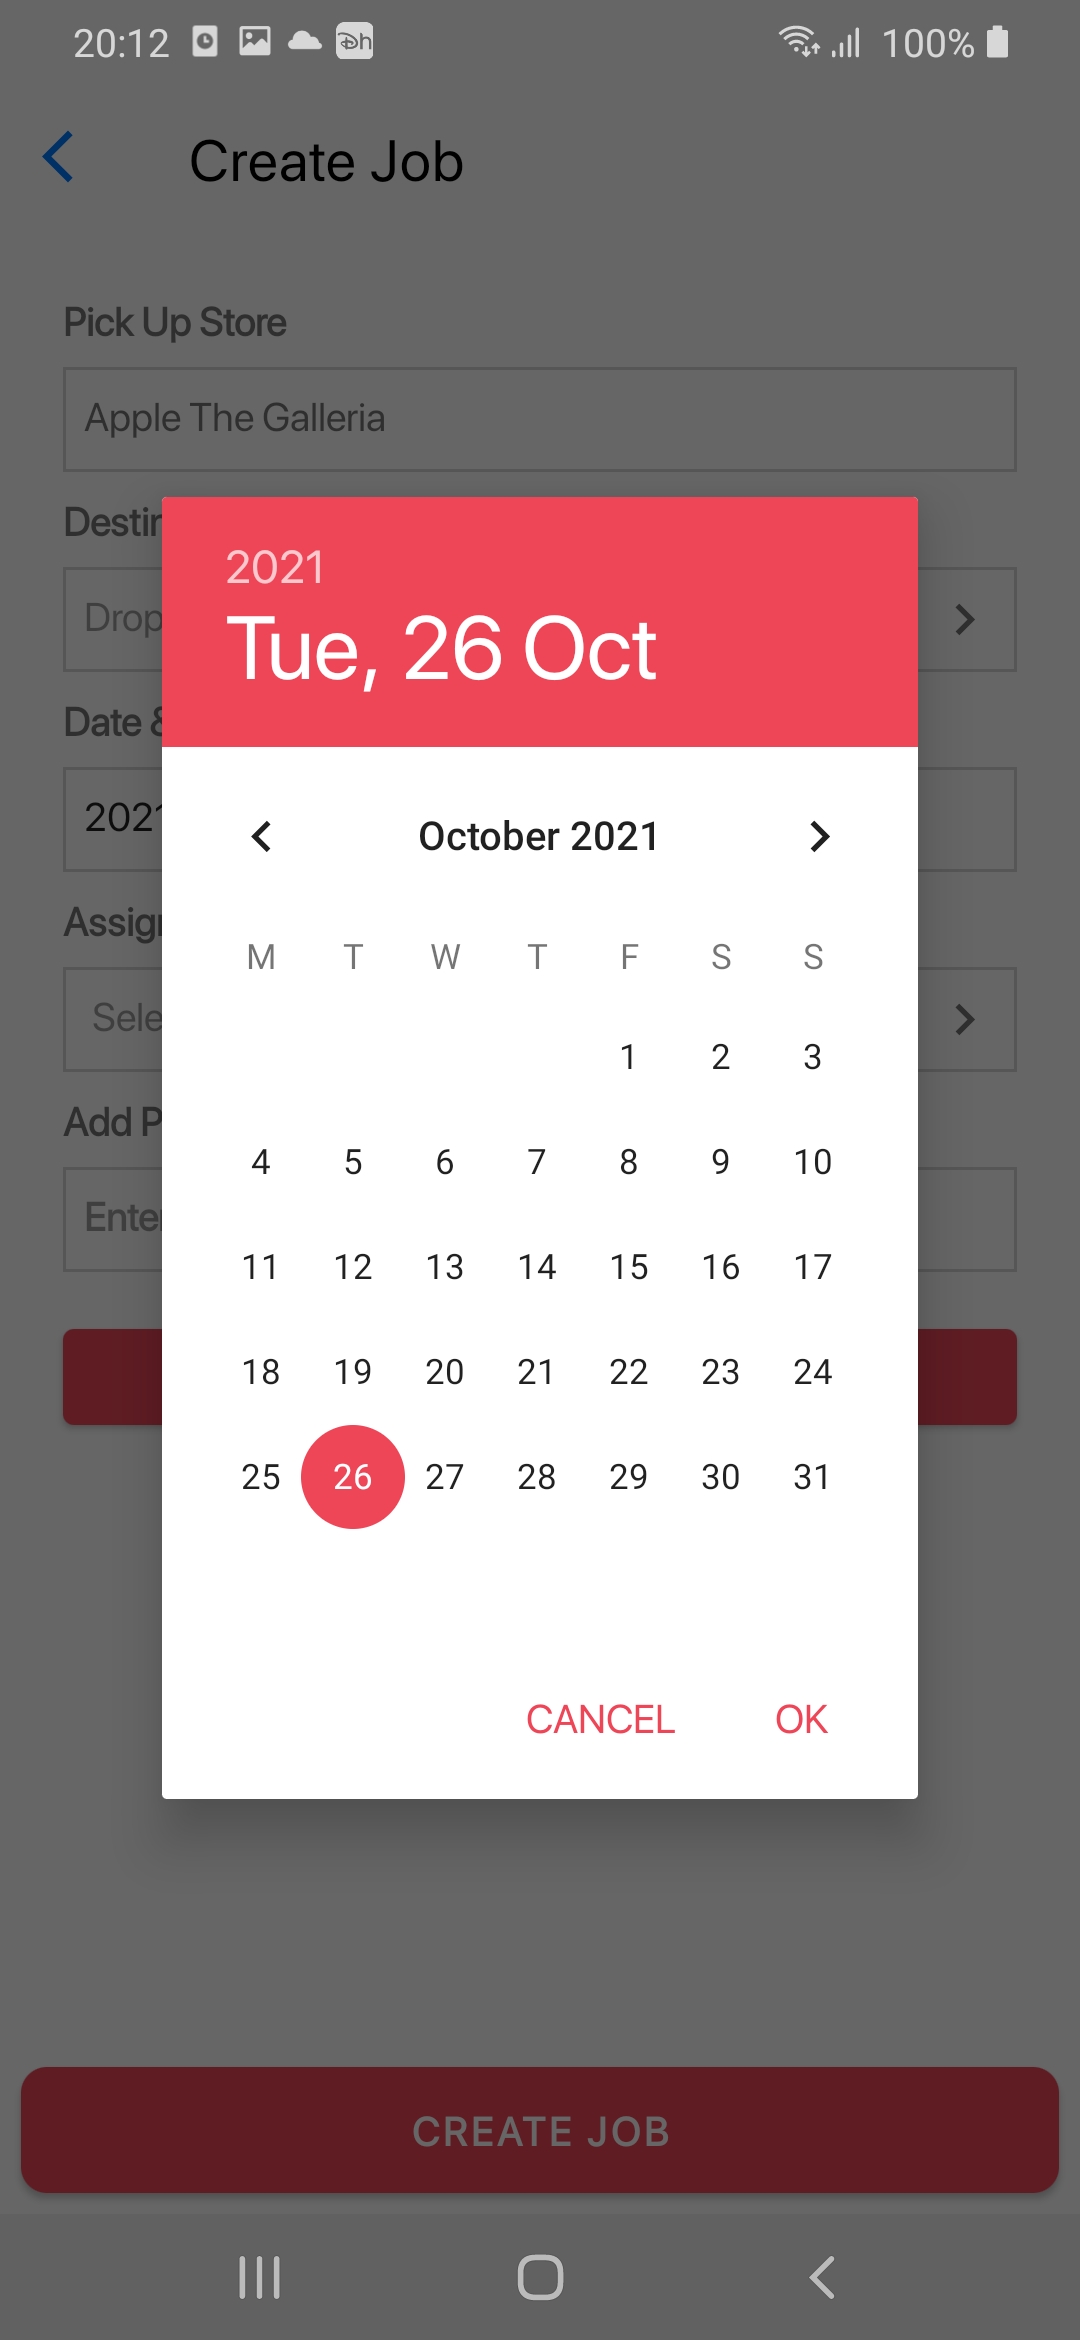 20:12 100%
Create Job
Pick Up Store
Apple The Galleria
Destin
Drop
Date &
2021
Assig
Sele
Add P
Enter
2021
Tue, 26 Oct
October 2021
M T W T F S S
1 2 3
4 5 6 7 8 9 10
11 12 13 14 15 16 17
18 19 20 21 22 23 24
25 26 27 28 29 30 31
CANCEL OK
CREATE JOB